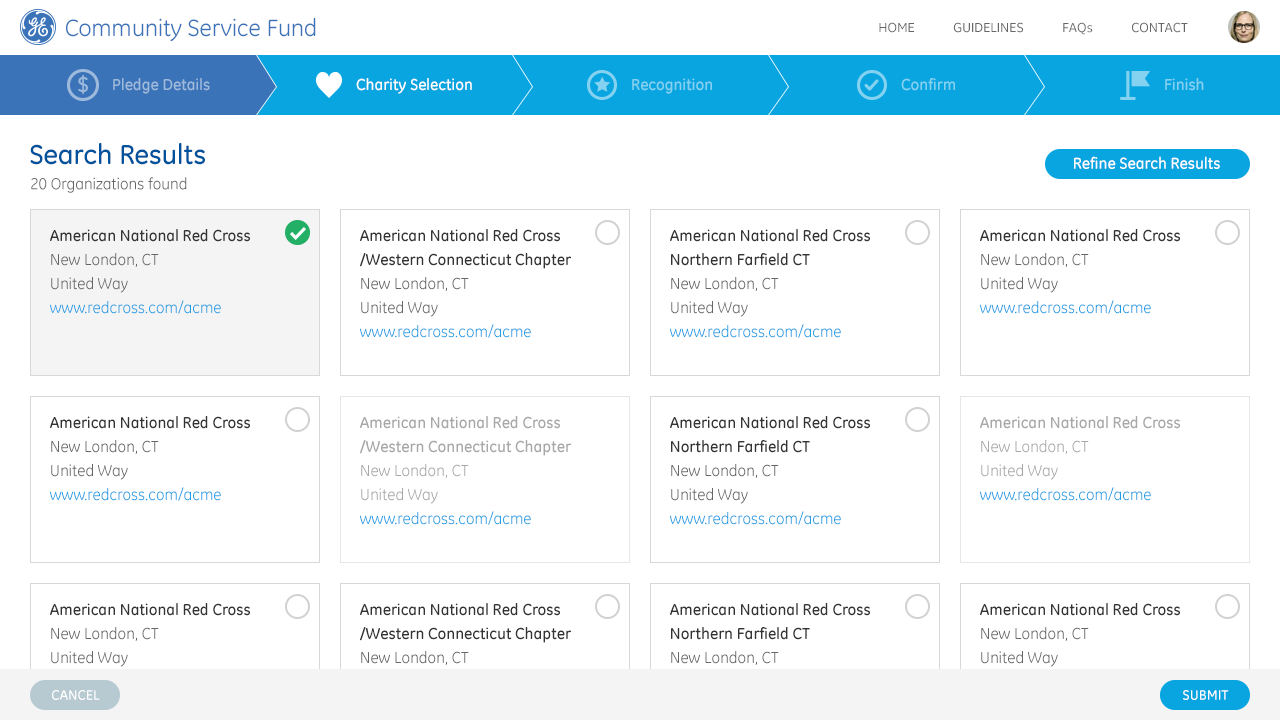 Community Service Fund
HOME
GUIDELINES
FAQs
CONTACT
Pledge Details
Charity Selection
Recognition
Confirm
Finish
Search Results
20 Organizations found
Refine Search Results
American National Red Cross
New London, CT
United Way
www.redcross.com/acme
American National Red Cross
/Western Connecticut Chapter
New London, CT
United Way
www.redcross.com/acme
American National Red Cross
Northern Farfield CT
New London, CT
United Way
www.redcross.com/acme
American National Red Cross
New London, CT
United Way
www.redcross.com/acme
American National Red Cross
New London, CT
United Way
www.redcross.com/acme
American National Red Cross
/Western Connecticut Chapter
New London, CT
United Way
www.redcross.com/acme
American National Red Cross
Northern Farfield CT
New London, CT
United Way
www.redcross.com/acme
American National Red Cross
New London, CT
United Way
www.redcross.com/acme
American National Red Cross
New London, CT
United Way
American National Red Cross
/Western Connecticut Chapter
New London, CT
American National Red Cross
Northern Farfield CT
New London, CT
American National Red Cross
New London, CT
United Way
CANCEL
SUBMIT